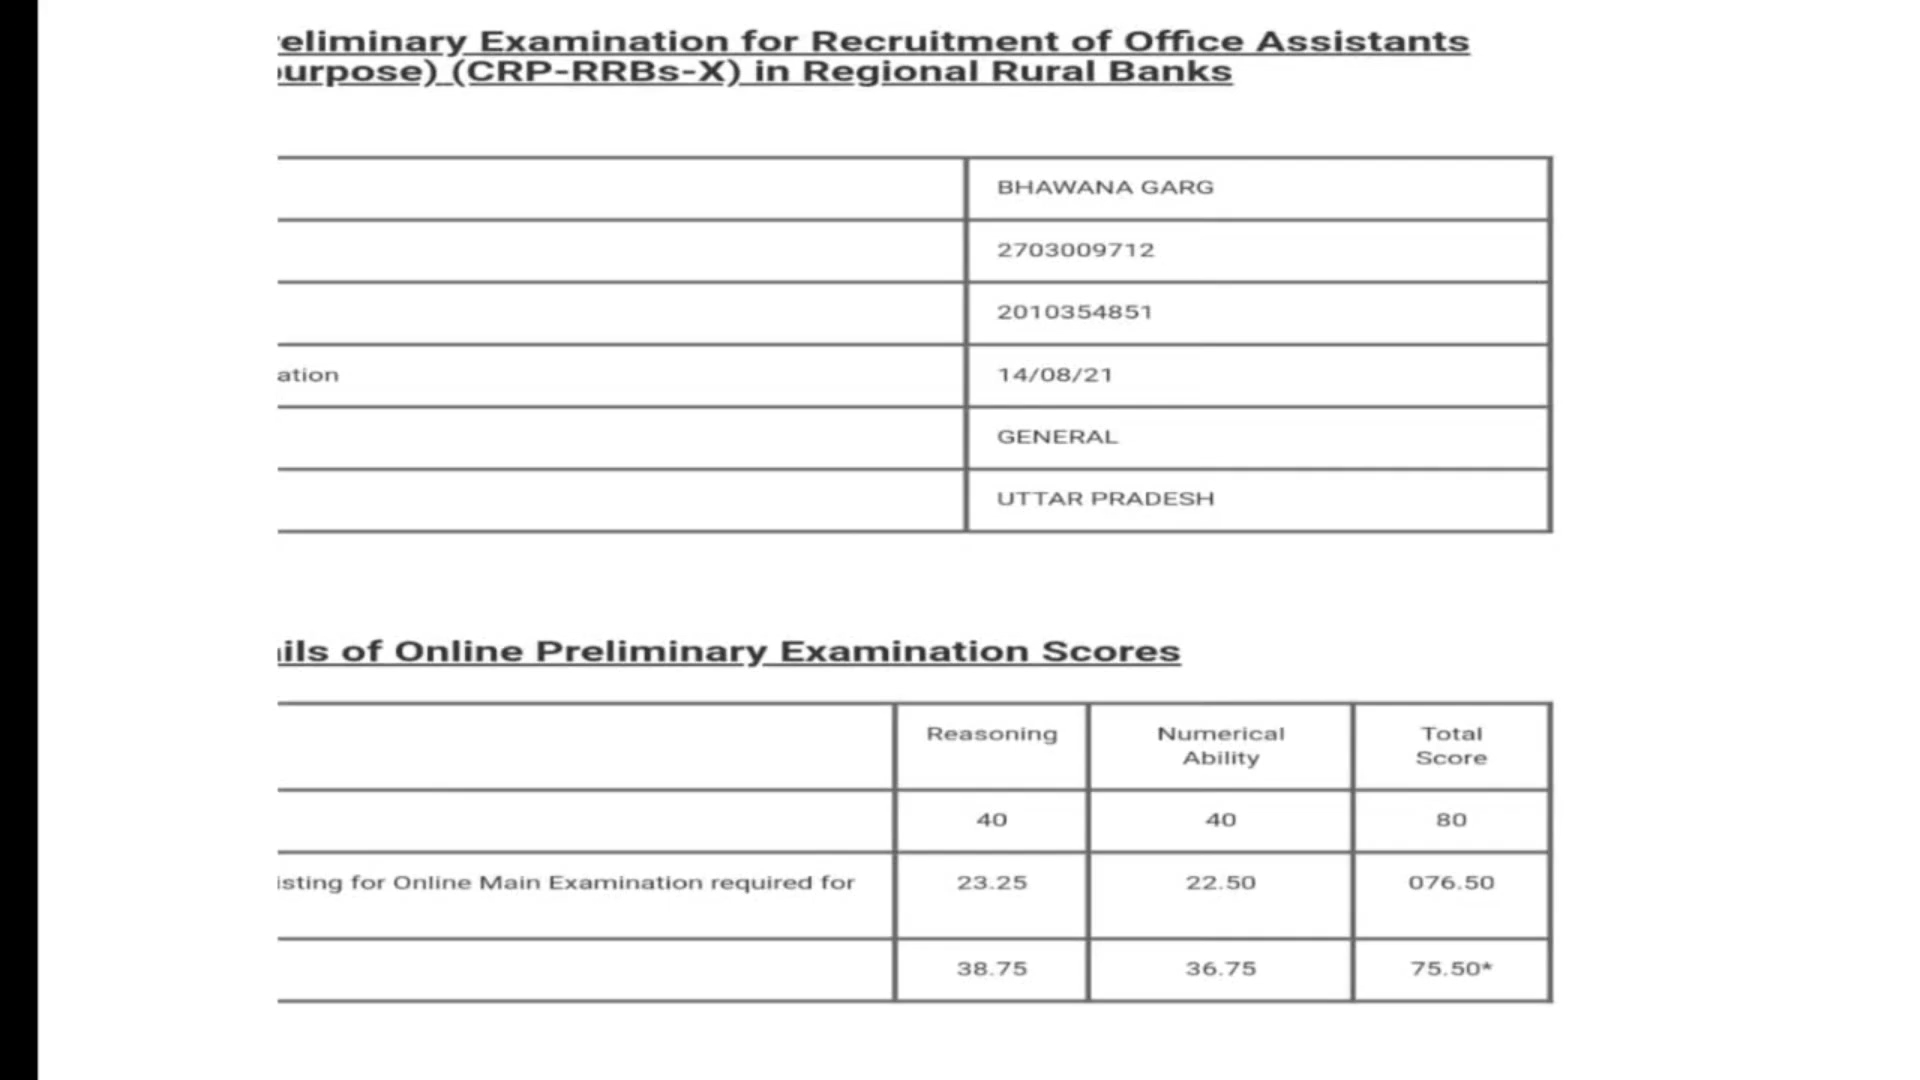 eliminary Examination for Recruitment of Office Assistants
urpose) (CRP-RRBs-X) in Regional Rural Banks
BHAWANA GARG
2703009712
2010354851
ation 14/08/21
GENERAL
UTTAR PRADESH
ils of Online Preliminary Examination Scores
Reasoning Numerical Ability Total Score
40 40 80
isting for Online Main Examination required for 23.25 22.50 076.50
38.75 36.75 75.50*